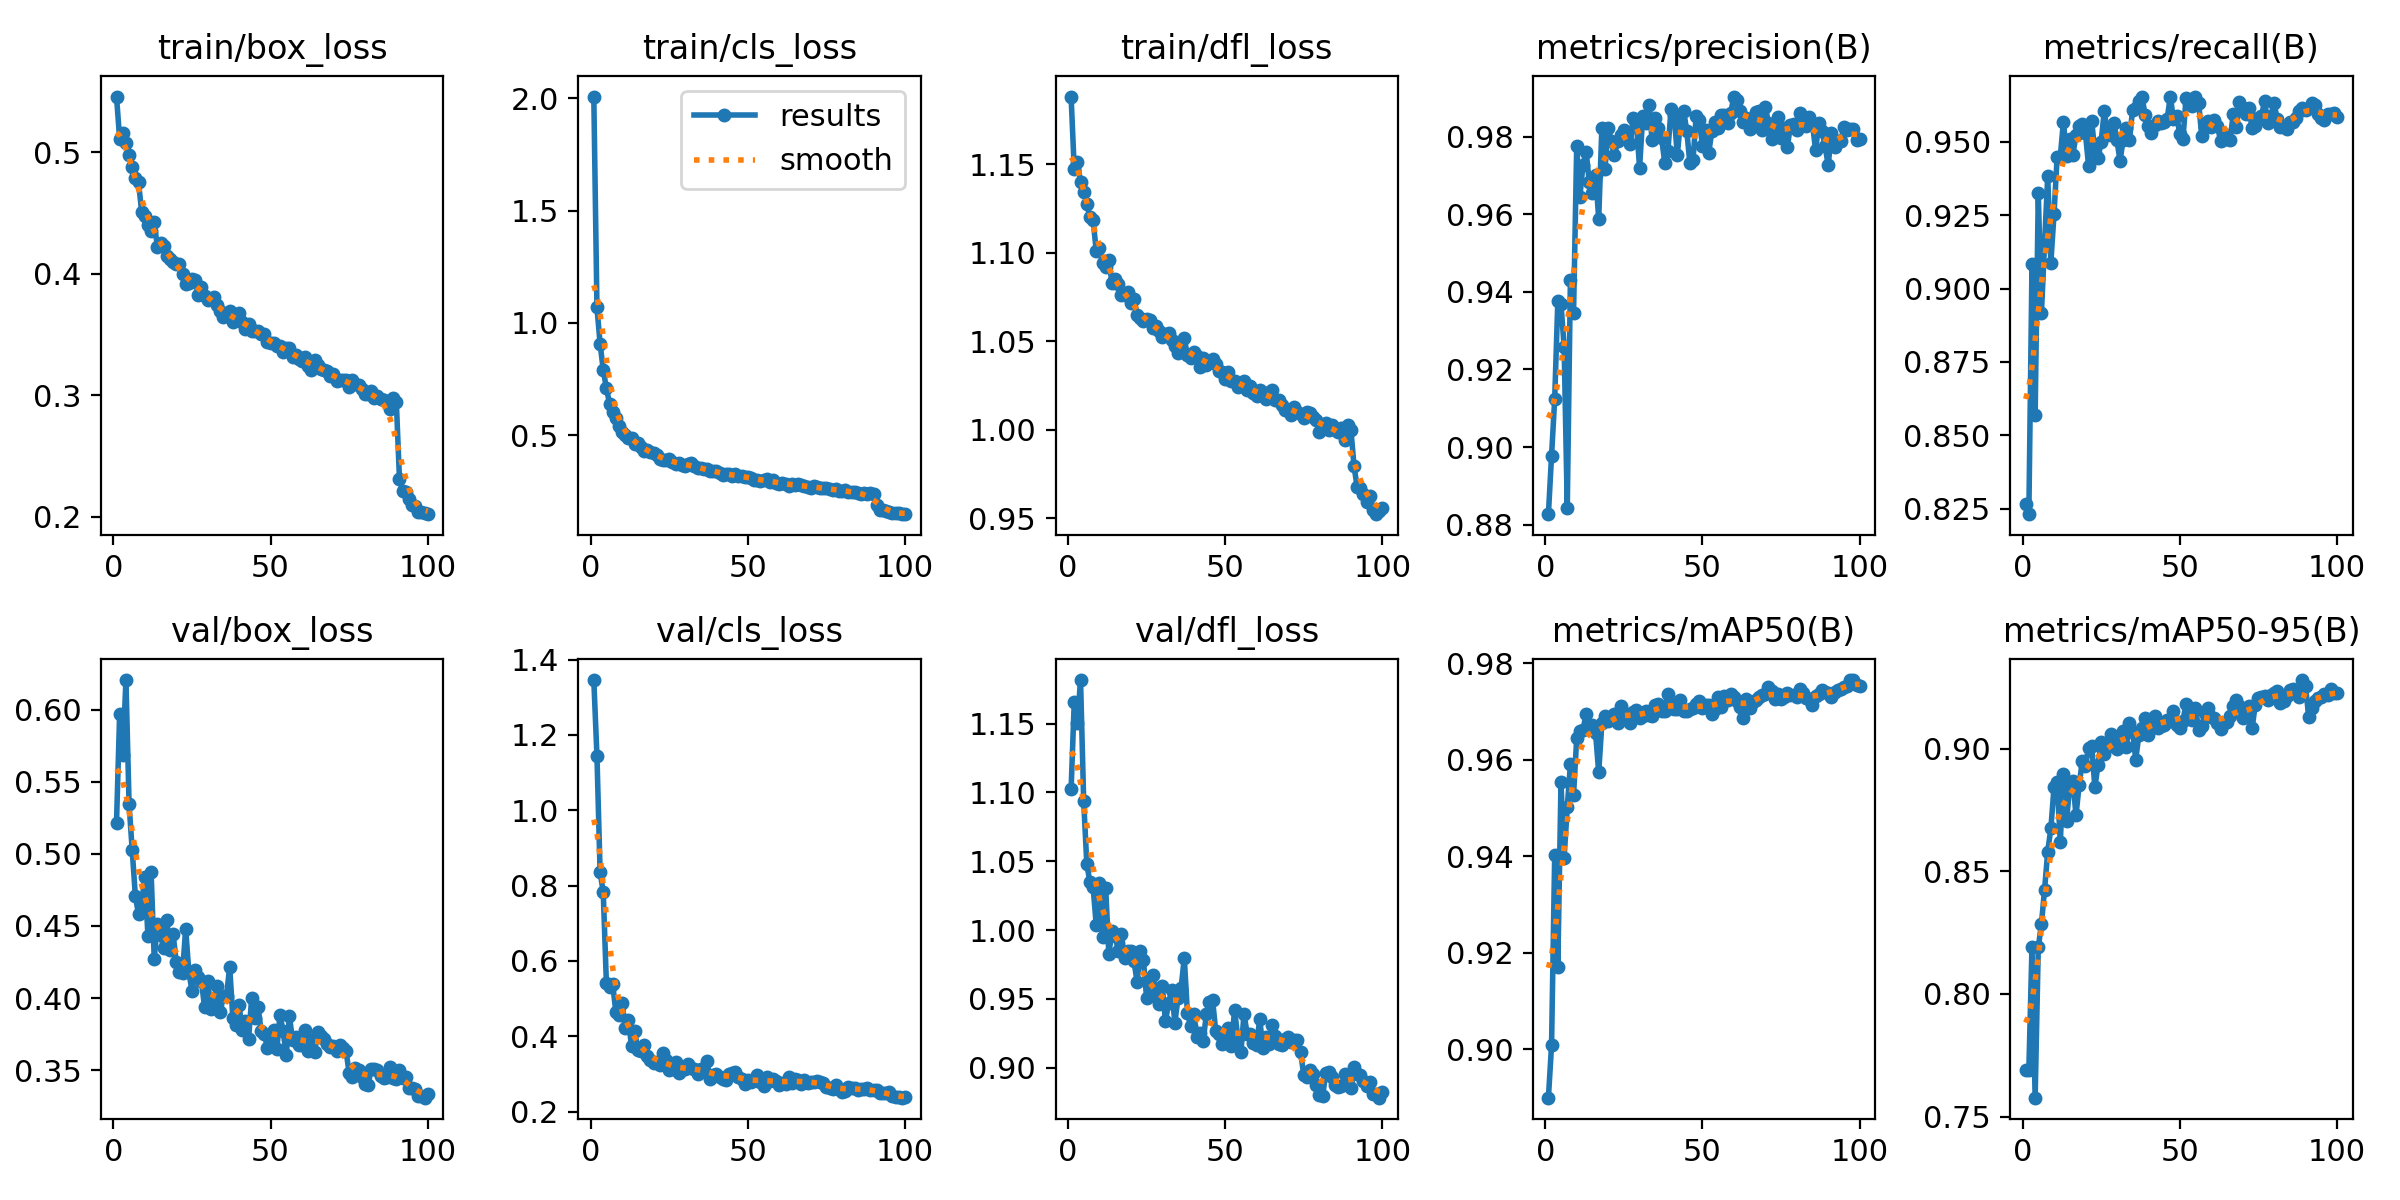 train/box_loss
0.5
0.4
0.3
0.2
0 50 100
train/cls_loss
results
smooth
2.0
1.5
1.0
0.5
0 50 100
train/dfl_loss
1.15
1.10
1.05
1.00
0.95
0 50 100
metrics/precision(B)
0.98
0.96
0.94
0.92
0.90
0.88
0 50 100
metrics/recall(B)
0.950
0.925
0.900
0.875
0.850
0.825
0 50 100
val/box_loss
0.60
0.55
0.50
0.45
0.40
0.35
0 50 100
val/cls_loss
1.4
1.2
1.0
0.8
0.6
0.4
0.2
0 50 100
val/dfl_loss
1.15
1.10
1.05
1.00
0.95
0.90
0 50 100
metrics/mAP50(B)
0.98
0.96
0.94
0.92
0.90
0 50 100
metrics/mAP50-95(B)
0.90
0.85
0.80
0.75
0 50 100